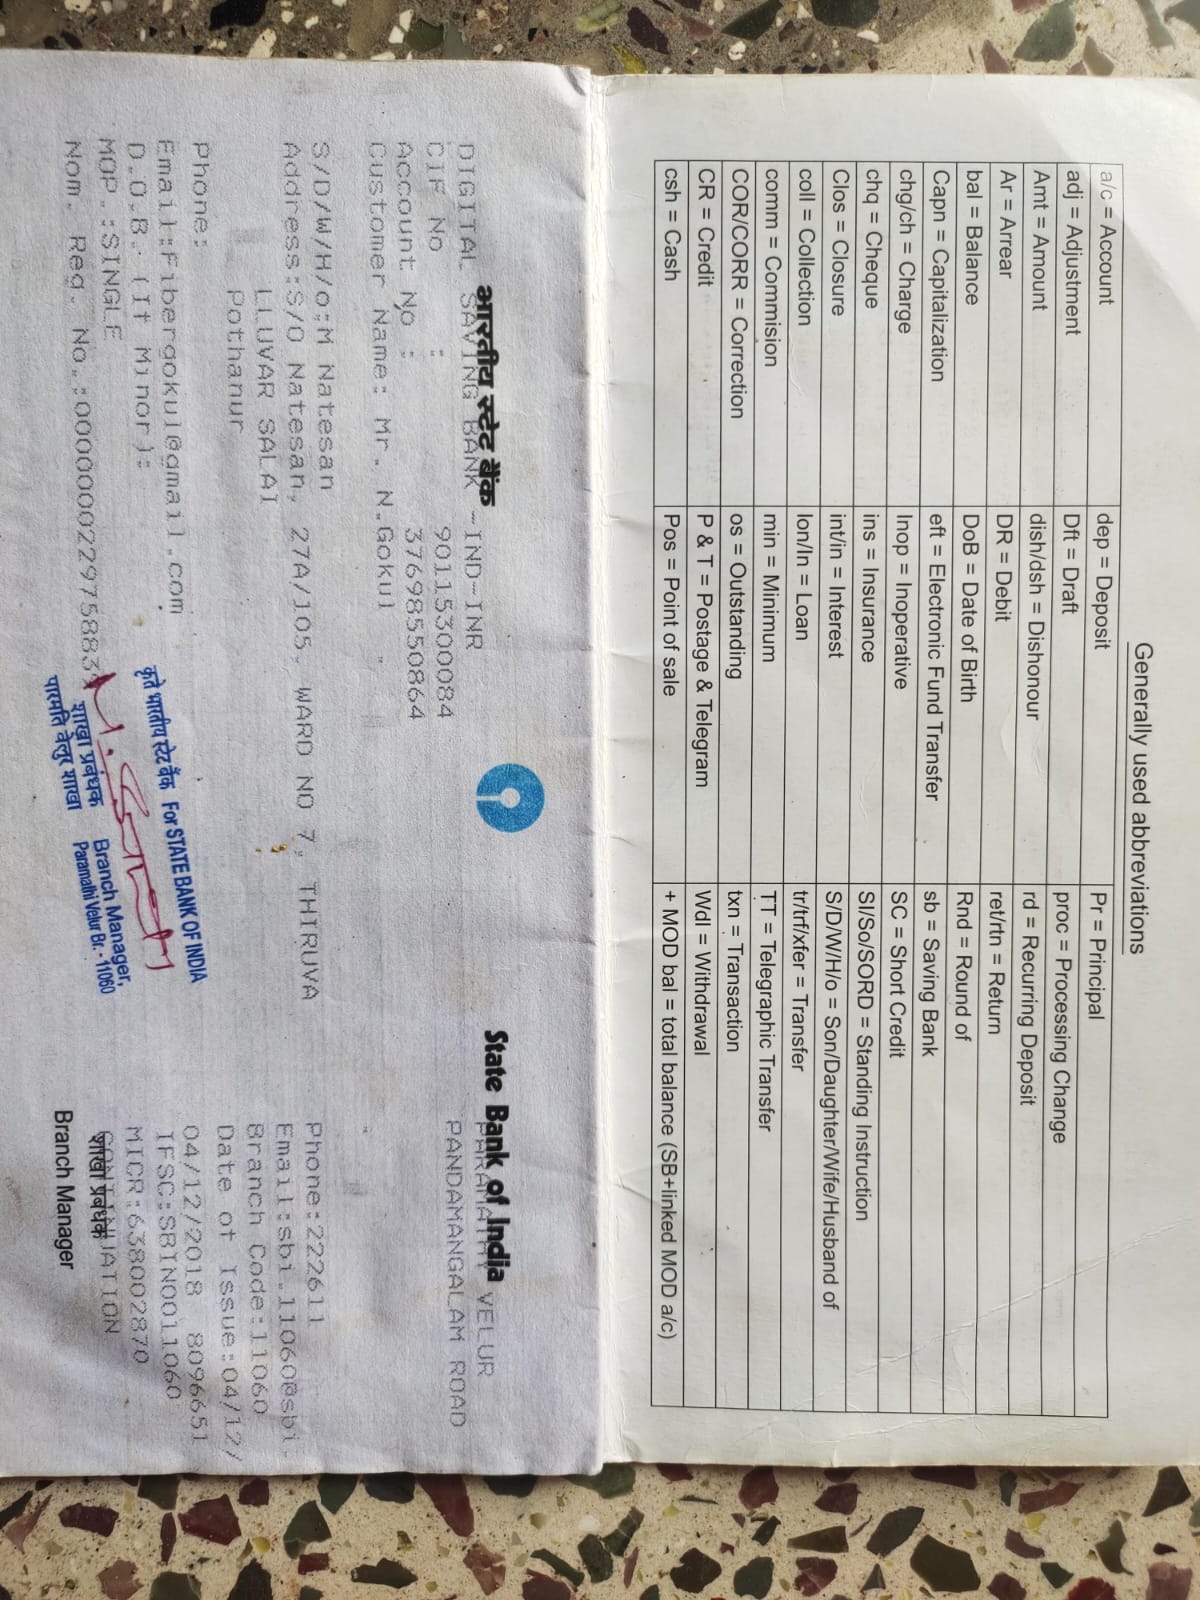 Generally used abbreviations
a/c = Account	dep = Deposit	Pr = Principal
adj = Adjustment	Dft = Draft	proc = Processing Change
Amt = Amount	dish/dsh = Dishonour	rd = Recurring Deposit
Ar = Arrear	DR = Debit	ret/rtn = Return
bal = Balance	DoB = Date of Birth	Rnd = Round of
Capn = Capitalization	eft = Electronic Fund Transfer	sb = Saving Bank
chg/ch = Charge	Inop = Inoperative	SC = Short Credit
chq = Cheque	ins = Insurance	SI/So/SORD = Standing Instruction
Clos = Closure	int/in = Interest	S/D/W/H/o = Son/Daughter/Wife/Husband of
coll = Collection	lon/ln = Loan	tr/trf/xfer = Transfer
comm = Commision	min = Minimum	TT = Telegraphic Transfer
COR/CORR = Correction	os = Outstanding	txn = Transaction
CR = Credit	P & T = Postage & Telegram	Wdl = Withdrawal
csh = Cash	Pos = Point of sale	+ MOD bal = total balance (SB+linked MOD a/c)
भारतीय स्टेट बैंक	State Bank of India
DIGITAL SAVING BANK -IND-INR	PARAMATHY VELUR
CIF No : 90115300084	PANDAMANGALAM ROAD
Account No : 37698550864
Customer Name: Mr. N.Gokul
S/D/W/H/o:M Natesan	Phone:222611
Address:S/O Natesan, 27A/105, WARD NO 7, THIRUVA	Email:sbi.11060@sbi.
LLUVAR SALAI	Branch Code:11060
Pothanur	Date of Issue:04/12/
Phone:	04/12/2018 8096651
Email:Fibergokul@gmail.com	IFSC:SBIN0011060
D.O.B. (If Minor):	MICR:638002870
MOP.:SINGLE	CONTINUATION
Nom. Reg. No.:000000022975883
शाखा प्रबंधक
Branch Manager
कृते भारतीय स्टेट बैंक For STATE BANK OF INDIA
शाखा प्रबंधक Branch Manager,
पारमति वेलुर शाखा Paramathi Velur Br.- 11060